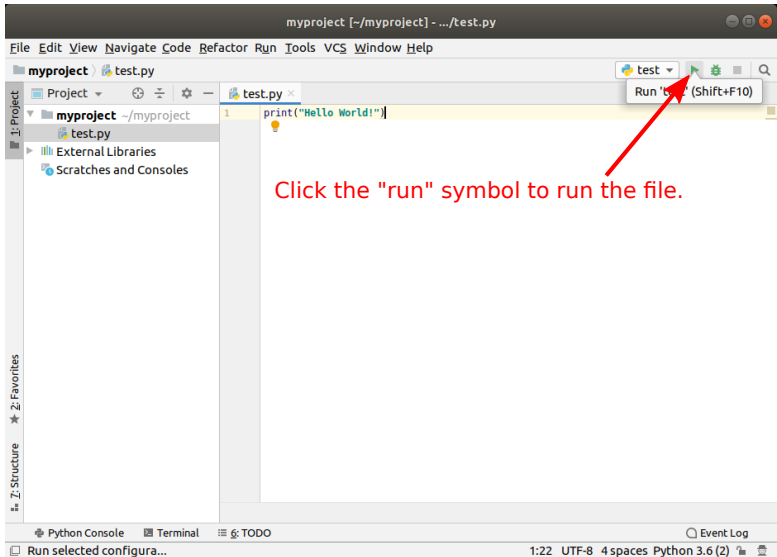 myproject [~/myproject] - .../test.py
File Edit View Navigate Code Refactor Run Tools VCS Window Help
myproject test.py
test
1: Project
Project
test.py
Run 'test' (Shift+F10)
myproject ~/myproject
1 print("Hello World!")
test.py
External Libraries
Scratches and Consoles
Click the "run" symbol to run the file.
2: Favorites
7: Structure
Python Console Terminal 6: TODO Event Log
Run selected configura... 1:22 UTF-8 4 spaces Python 3.6 (2)